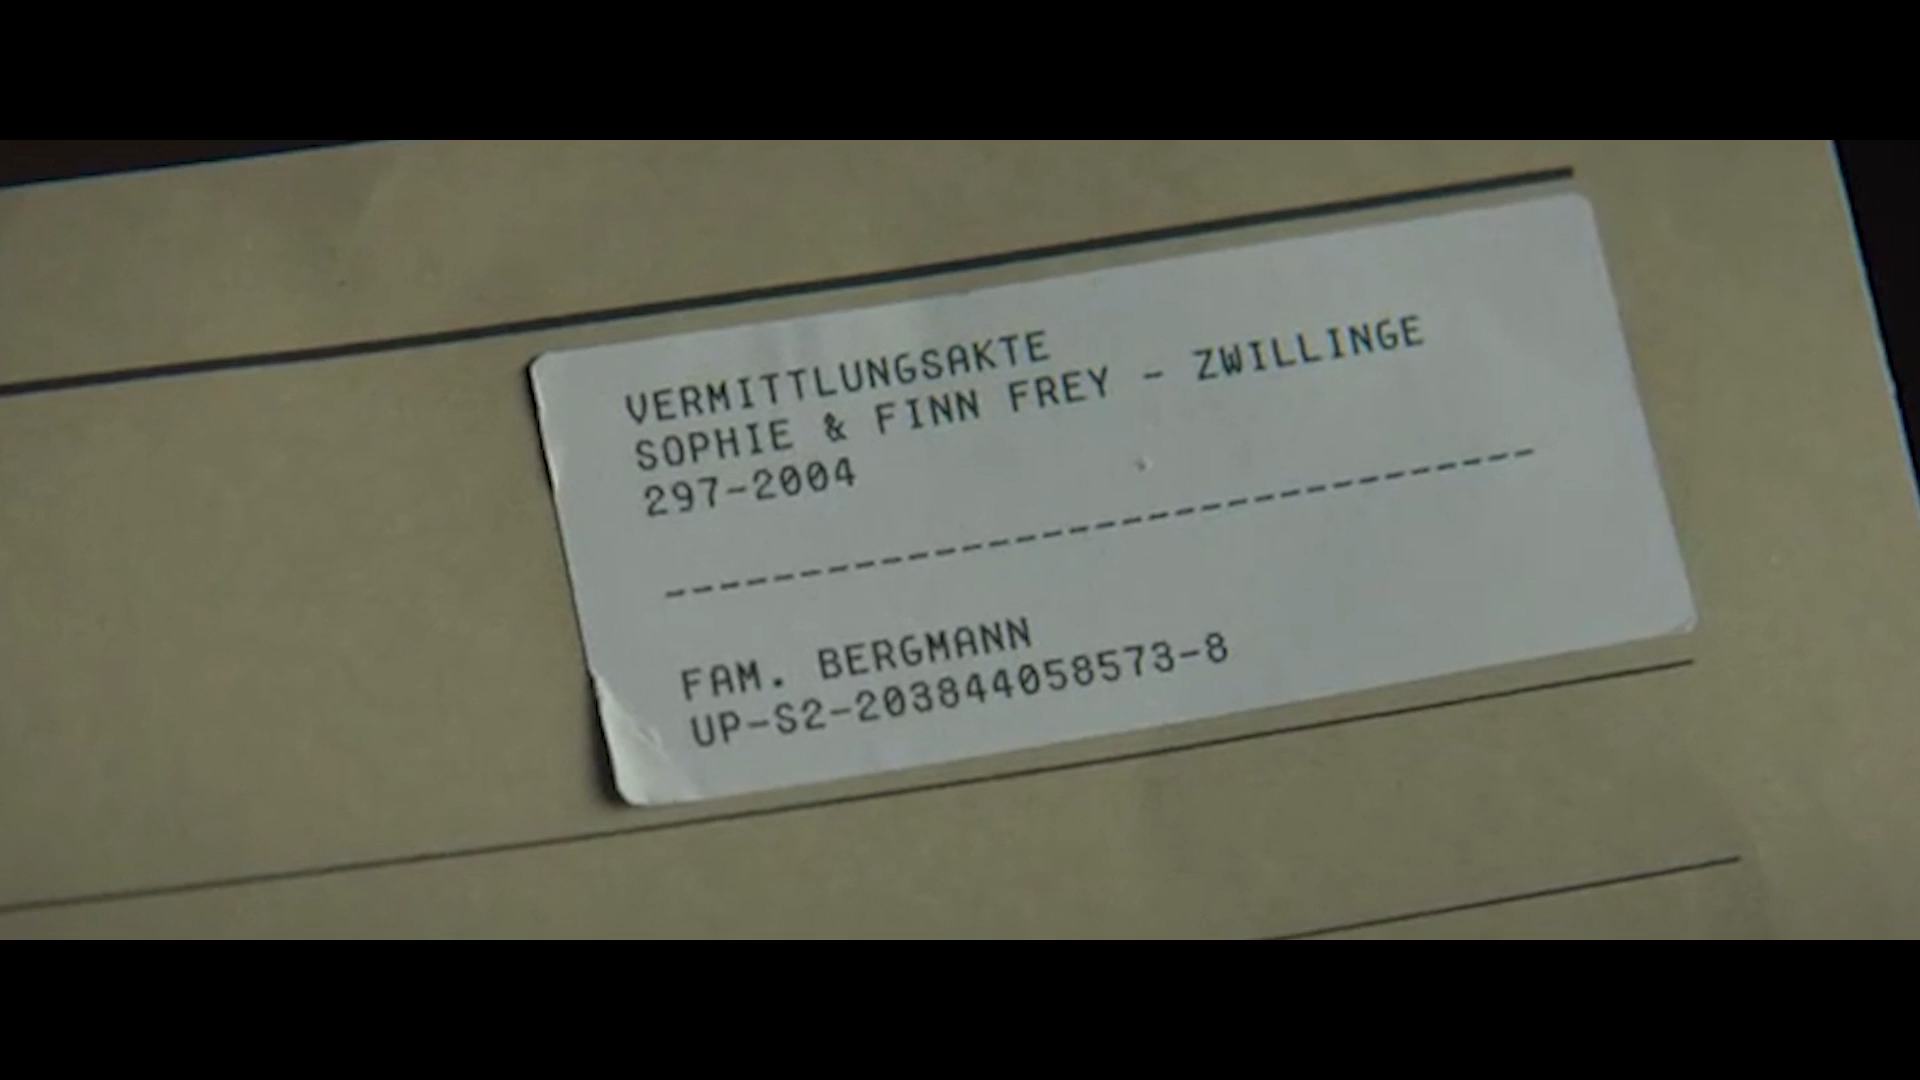 VERMITTLUNGSAKTE
SOPHIE & FINN FREY - ZWILLINGE
297-2004
--------------------------------
FAM. BERGMANN
UP-S2-203844058573-8